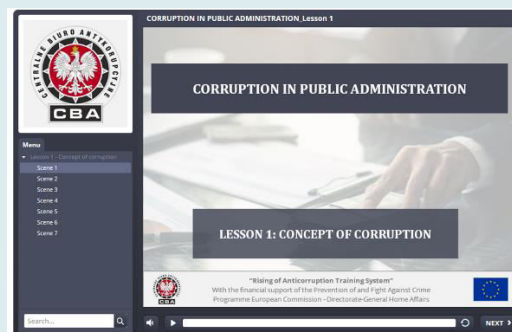 CORRUPTION IN PUBLIC ADMINISTRATION_Lesson 1
CENTRALNE BIURO ANTYKORUPCYJNE
CBA
Menu
Lesson 1 - Concept of corruption
Scene 1
Scene 2
Scene 3
Scene 4
Scene 5
Scene 6
Scene 7
Search...
CORRUPTION IN PUBLIC ADMINISTRATION
LESSON 1: CONCEPT OF CORRUPTION
"Rising of Anticorruption Training System"
With the financial support of the Prevention of and Fight Against Crime
Programme European Commission - Directorate-General Home Affairs
NEXT >